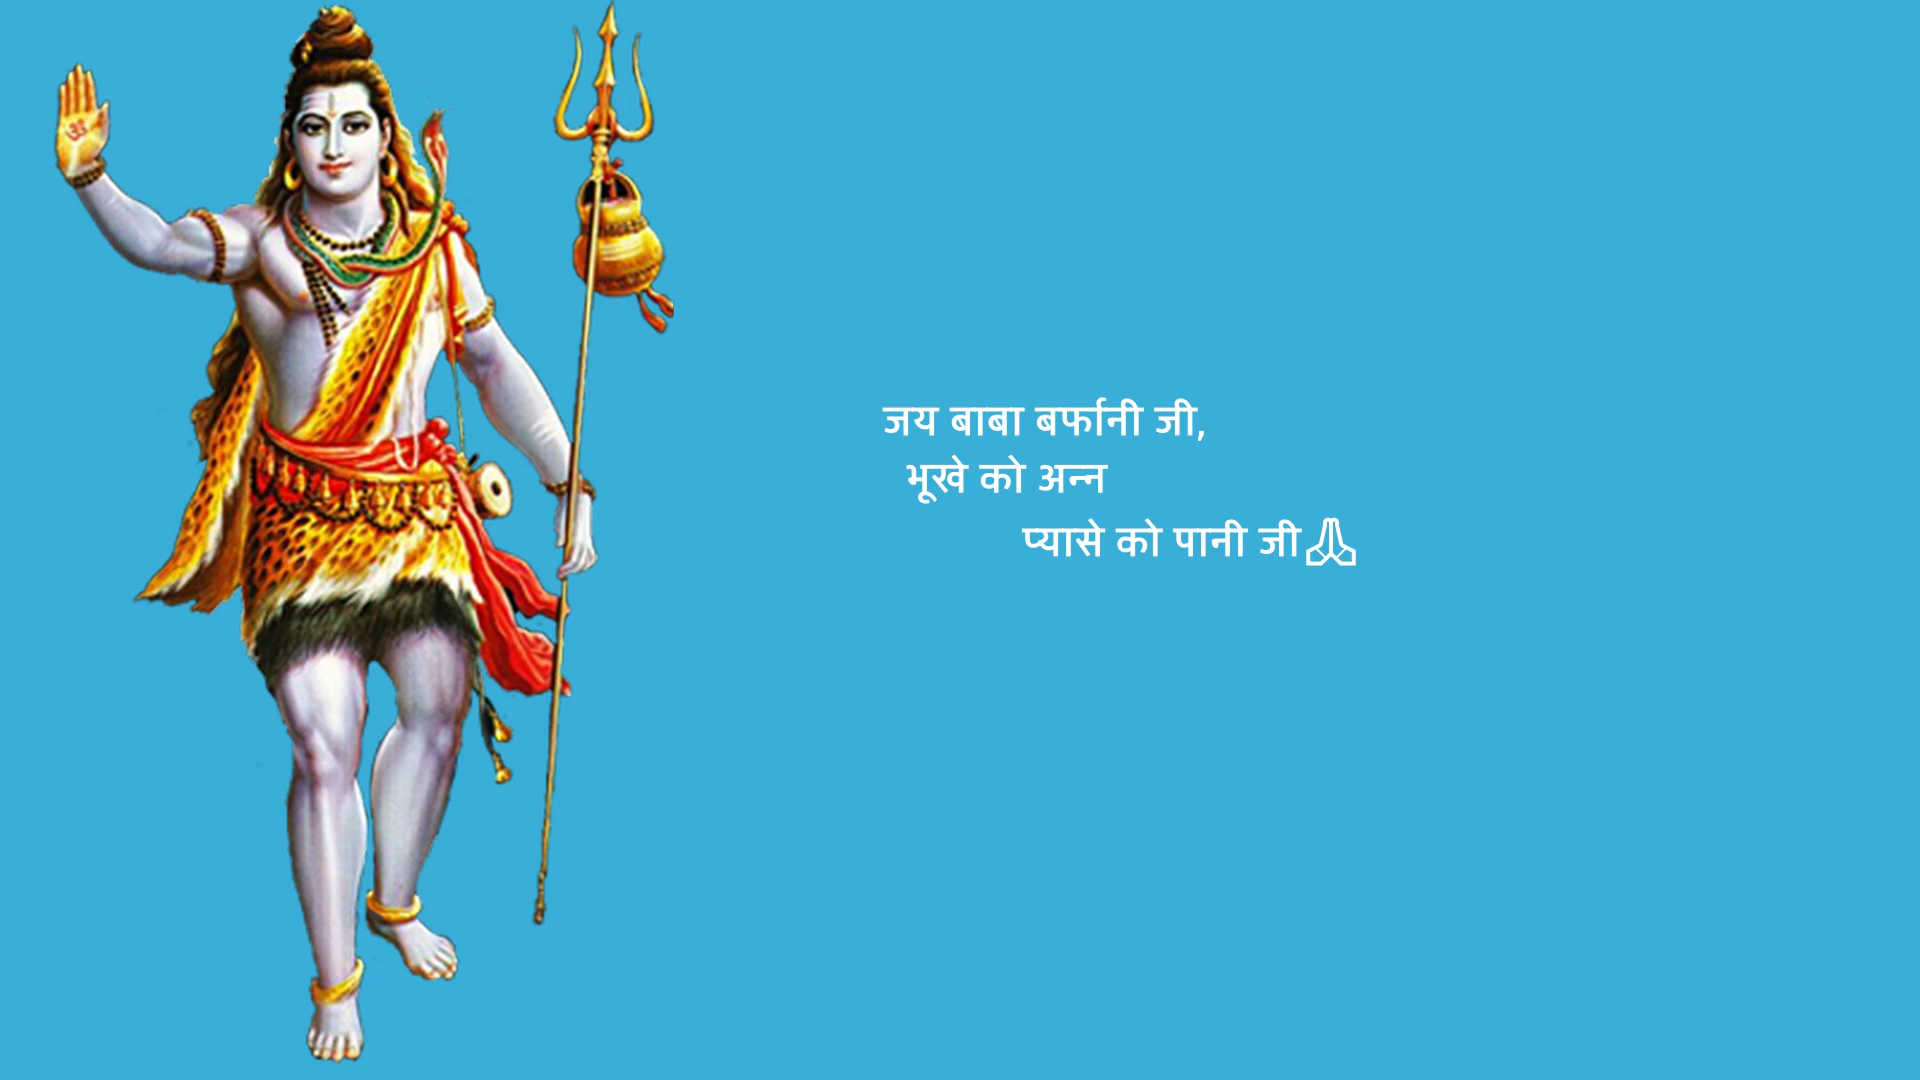 ॐ
जय बाबा बर्फानी जी,
भूखे को अन्न
प्यासे को पानी जी🙏